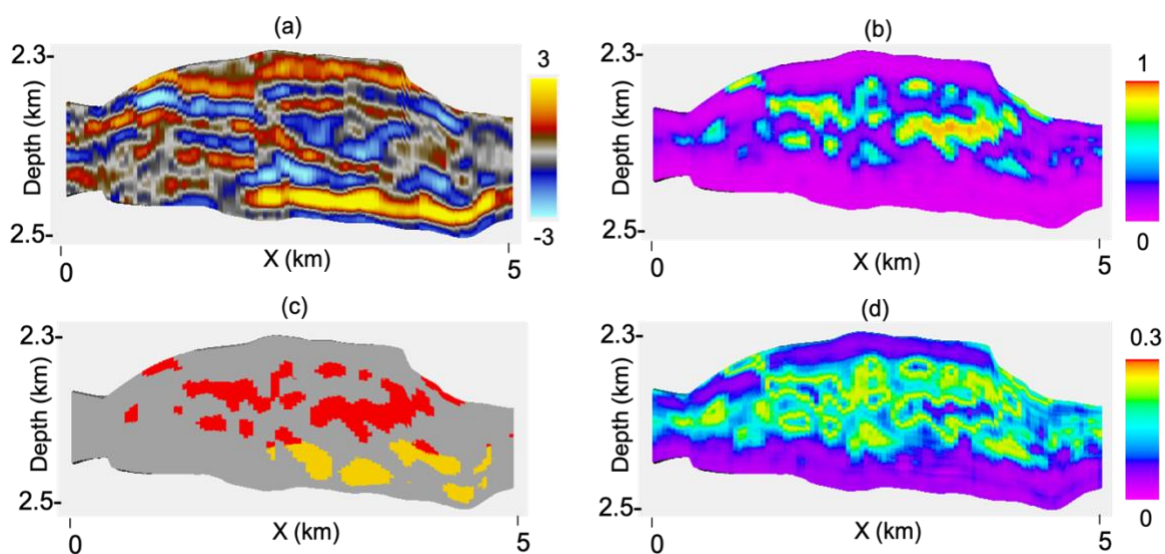 (a)
2.3-
Depth (km)
2.5-
0
X (km)
5
3
-3
(b)
2.3-
Depth (km)
2.5-
0
X (km)
5
1
0
(c)
2.3-
Depth (km)
2.5-
0
X (km)
5
(d)
2.3-
Depth (km)
2.5-
0
X (km)
5
0.3
0